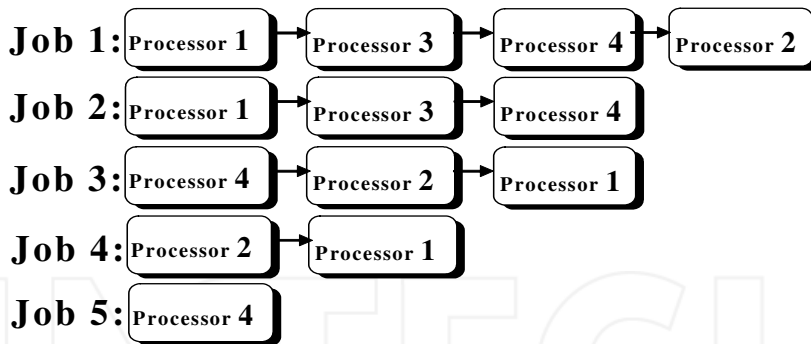 Job 1: Processor 1 Processor 3 Processor 4 Processor 2
Job 2: Processor 1 Processor 3 Processor 4
Job 3: Processor 4 Processor 2 Processor 1
Job 4: Processor 2 Processor 1
Job 5: Processor 4